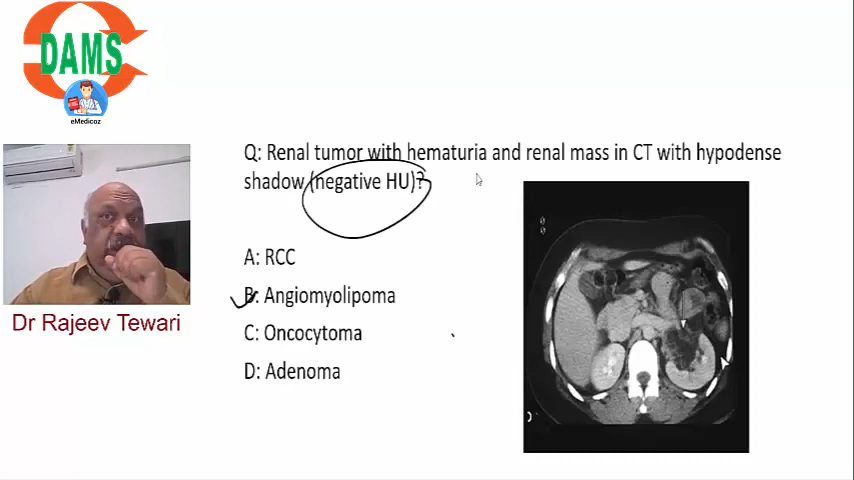 DAMS
eMedicoz
Q: Renal tumor with hematuria and renal mass in CT with hypodense
shadow (negative HU)?
A: RCC
B: Angiomyolipoma
C: Oncocytoma
D: Adenoma
Dr Rajeev Tewari